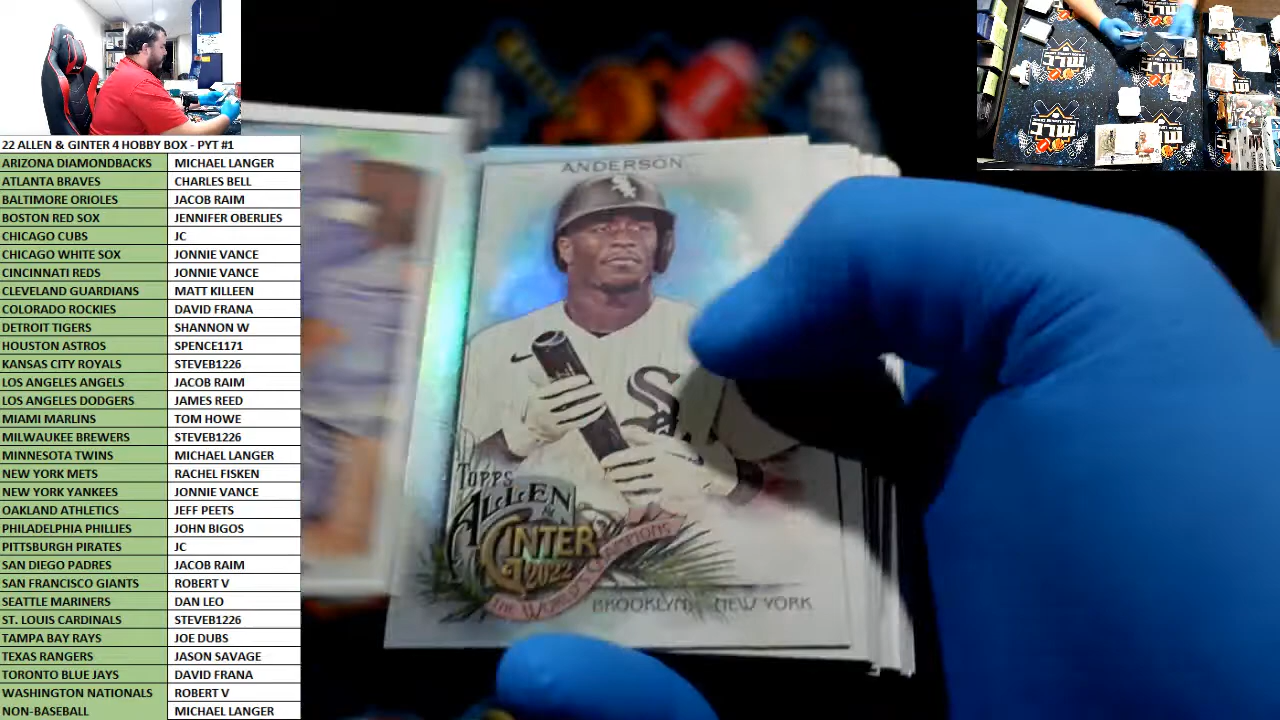 22 ALLEN & GINTER 4 HOBBY BOX - PYT #1
ARIZONA DIAMONDBACKS MICHAEL LANGER
ATLANTA BRAVES CHARLES BELL
BALTIMORE ORIOLES JACOB RAIM
BOSTON RED SOX JENNIFER OBERLIES
CHICAGO CUBS JC
CHICAGO WHITE SOX JONNIE VANCE
CINCINNATI REDS JONNIE VANCE
CLEVELAND GUARDIANS MATT KILLEEN
COLORADO ROCKIES DAVID FRANA
DETROIT TIGERS SHANNON W
HOUSTON ASTROS SPENCE1171
KANSAS CITY ROYALS STEVEB1226
LOS ANGELES ANGELS JACOB RAIM
LOS ANGELES DODGERS JAMES REED
MIAMI MARLINS TOM HOWE
MILWAUKEE BREWERS STEVEB1226
MINNESOTA TWINS MICHAEL LANGER
NEW YORK METS RACHEL FISKEN
NEW YORK YANKEES JONNIE VANCE
OAKLAND ATHLETICS JEFF PEETS
PHILADELPHIA PHILLIES JOHN BIGOS
PITTSBURGH PIRATES JC
SAN DIEGO PADRES JACOB RAIM
SAN FRANCISCO GIANTS ROBERT V
SEATTLE MARINERS DAN LEO
ST. LOUIS CARDINALS STEVEB1226
TAMPA BAY RAYS JOE DUBS
TEXAS RANGERS JASON SAVAGE
TORONTO BLUE JAYS DAVID FRANA
WASHINGTON NATIONALS ROBERT V
NON-BASEBALL MICHAEL LANGER
ANDERSON
SOX
TOPPS
ALLEN &
GINTER
2022
THE WORLD'S CHAMPIONS
BROOKLYN, NEW YORK